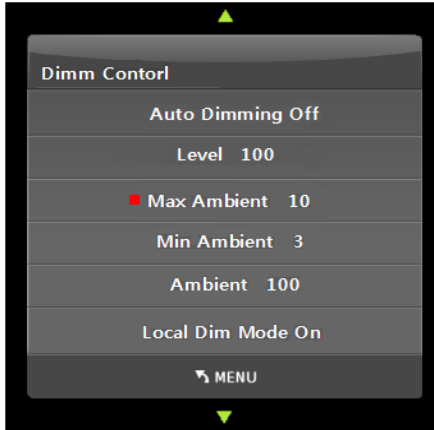 Dimm Contorl
Auto Dimming Off
Level 100
Max Ambient 10
Min Ambient 3
Ambient 100
Local Dim Mode On
MENU